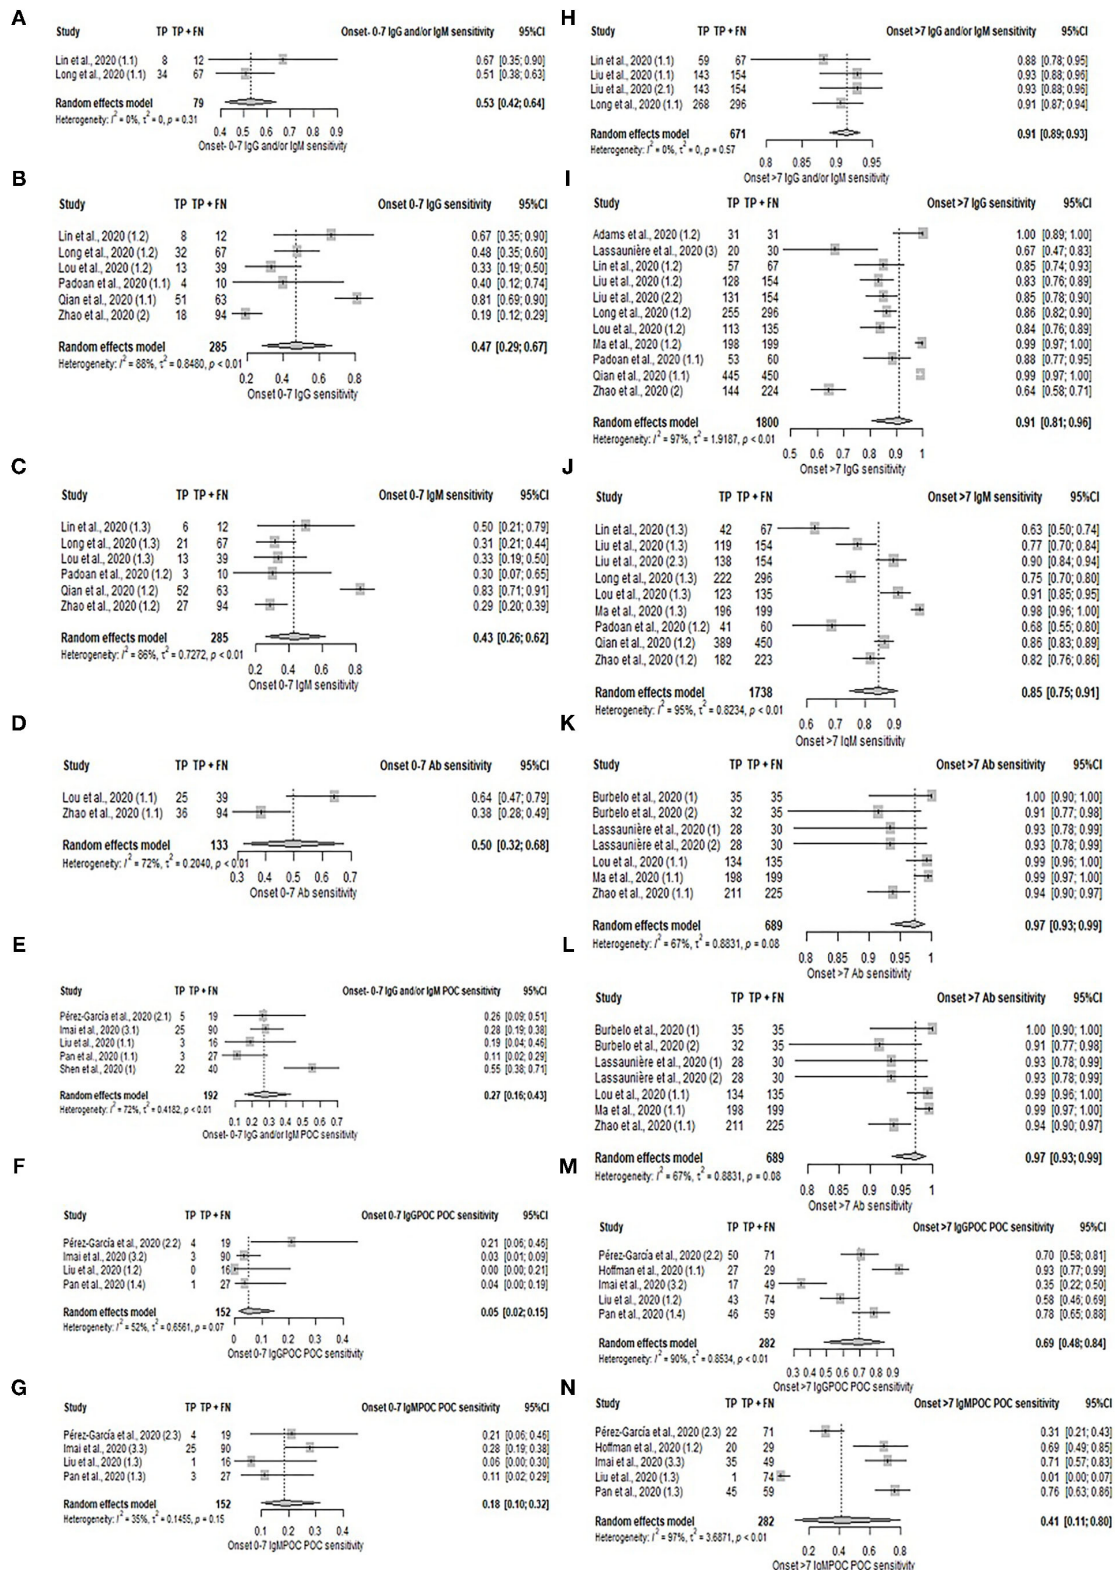 A
Study TP TP + FN Onset- 0-7 IgG and/or IgM sensitivity 95%CI
Lin et al., 2020 (1.1) 8 12 0.67 [0.35; 0.90]
Long et al., 2020 (1.1) 34 67 0.51 [0.38; 0.63]
Random effects model 79 0.53 [0.42; 0.64]
Heterogeneity: I² = 0%, τ² = 0, p = 0.31
0.4 0.5 0.6 0.7 0.8 0.9
Onset- 0-7 IgG and/or IgM sensitivity
B
Study TP TP + FN Onset 0-7 IgG sensitivity 95%CI
Lin et al., 2020 (1.2) 8 12 0.67 [0.35; 0.90]
Long et al., 2020 (1.2) 32 67 0.48 [0.35; 0.60]
Lou et al., 2020 (1.2) 13 39 0.33 [0.19; 0.50]
Padoan et al., 2020 (1.1) 4 10 0.40 [0.12; 0.74]
Qian et al., 2020 (1.1) 51 63 0.81 [0.69; 0.90]
Zhao et al., 2020 (2) 18 94 0.19 [0.12; 0.29]
Random effects model 285 0.47 [0.29; 0.67]
Heterogeneity: I² = 88%, τ² = 0.8480, p < 0.01
0.2 0.4 0.6 0.8
Onset 0-7 IgG sensitivity
C
Study TP TP + FN Onset 0-7 IgM sensitivity 95%CI
Lin et al., 2020 (1.3) 6 12 0.50 [0.21; 0.79]
Long et al., 2020 (1.3) 21 67 0.31 [0.21; 0.44]
Lou et al., 2020 (1.3) 13 39 0.33 [0.19; 0.50]
Padoan et al., 2020 (1.2) 3 10 0.30 [0.07; 0.65]
Qian et al., 2020 (1.2) 52 63 0.83 [0.71; 0.91]
Zhao et al., 2020 (1.2) 27 94 0.29 [0.20; 0.39]
Random effects model 285 0.43 [0.26; 0.62]
Heterogeneity: I² = 86%, τ² = 0.7272, p < 0.01
0.2 0.4 0.6 0.8
Onset 0-7 IgM sensitivity
D
Study TP TP + FN Onset 0-7 Ab sensitivity 95%CI
Lou et al., 2020 (1.1) 25 39 0.64 [0.47; 0.79]
Zhao et al., 2020 (1.1) 36 94 0.38 [0.28; 0.49]
Random effects model 133 0.50 [0.32; 0.68]
Heterogeneity: I² = 72%, τ² = 0.2040, p < 0.01
0.3 0.4 0.5 0.6 0.7
Onset 0-7 Ab sensitivity
E
Study TP TP + FN Onset- 0-7 IgG and/or IgM POC sensitivity 95%CI
Pérez-García et al., 2020 (2.1) 5 19 0.26 [0.09; 0.51]
Imai et al., 2020 (3.1) 25 90 0.28 [0.19; 0.38]
Liu et al., 2020 (1.1) 3 16 0.19 [0.04; 0.46]
Pan et al., 2020 (1.1) 3 27 0.11 [0.02; 0.29]
Shen et al., 2020 (1) 22 40 0.55 [0.38; 0.71]
Random effects model 192 0.27 [0.16; 0.43]
Heterogeneity: I² = 72%, τ² = 0.4182, p < 0.01
0.1 0.2 0.3 0.4 0.5 0.6 0.7
Onset- 0-7 IgG and/or IgM POC sensitivity
F
Study TP TP + FN Onset 0-7 IgGPOC POC sensitivity 95%CI
Pérez-García et al., 2020 (2.2) 4 19 0.21 [0.06; 0.46]
Imai et al., 2020 (3.2) 3 90 0.03 [0.01; 0.09]
Liu et al., 2020 (1.2) 0 16 0.00 [0.00; 0.21]
Pan et al., 2020 (1.4) 1 27 0.04 [0.00; 0.19]
Random effects model 152 0.05 [0.02; 0.15]
Heterogeneity: I² = 52%, τ² = 0.6561, p = 0.07
0 0.1 0.2 0.3 0.4
Onset 0-7 IgGPOC POC sensitivity
G
Study TP TP + FN Onset 0-7 IgMPOC POC sensitivity 95%CI
Pérez-García et al., 2020 (2.3) 4 19 0.21 [0.06; 0.46]
Imai et al., 2020 (3.3) 25 90 0.28 [0.19; 0.38]
Liu et al., 2020 (1.3) 1 16 0.06 [0.00; 0.30]
Pan et al., 2020 (1.3) 3 27 0.11 [0.02; 0.29]
Random effects model 152 0.18 [0.10; 0.32]
Heterogeneity: I² = 35%, τ² = 0.1455, p = 0.15
0.1 0.2 0.3 0.4
Onset 0-7 IgMPOC POC sensitivity
H
Study TP TP + FN Onset >7 IgG and/or IgM sensitivity 95%CI
Lin et al., 2020 (1.1) 59 67 0.88 [0.78; 0.95]
Liu et al., 2020 (1.1) 143 154 0.93 [0.88; 0.96]
Liu et al., 2020 (2.1) 143 154 0.93 [0.88; 0.96]
Long et al., 2020 (1.1) 268 296 0.91 [0.87; 0.94]
Random effects model 671 0.91 [0.89; 0.93]
Heterogeneity: I² = 0%, τ² = 0, p = 0.57
0.8 0.85 0.9 0.95
Onset >7 IgG and/or IgM sensitivity
I
Study TP TP + FN Onset >7 IgG sensitivity 95%CI
Adams et al., 2020 (1.2) 31 31 1.00 [0.89; 1.00]
Lassaunière et al., 2020 (3) 20 30 0.67 [0.47; 0.83]
Lin et al., 2020 (1.2) 57 67 0.85 [0.74; 0.93]
Liu et al., 2020 (1.2) 128 154 0.83 [0.76; 0.89]
Liu et al., 2020 (2.2) 131 154 0.85 [0.78; 0.90]
Long et al., 2020 (1.2) 255 296 0.86 [0.82; 0.90]
Lou et al., 2020 (1.2) 113 135 0.84 [0.76; 0.89]
Ma et al., 2020 (1.2) 198 199 0.99 [0.97; 1.00]
Padoan et al., 2020 (1.1) 53 60 0.88 [0.77; 0.95]
Qian et al., 2020 (1.1) 445 450 0.99 [0.97; 1.00]
Zhao et al., 2020 (2) 144 224 0.64 [0.58; 0.71]
Random effects model 1800 0.91 [0.81; 0.96]
Heterogeneity: I² = 97%, τ² = 1.9187, p < 0.01
0.5 0.6 0.7 0.8 0.9 1
Onset >7 IgG sensitivity
J
Study TP TP + FN Onset >7 IgM sensitivity 95%CI
Lin et al., 2020 (1.3) 42 67 0.63 [0.50; 0.74]
Liu et al., 2020 (1.3) 119 154 0.77 [0.70; 0.84]
Liu et al., 2020 (2.3) 138 154 0.90 [0.84; 0.94]
Long et al., 2020 (1.3) 222 296 0.75 [0.70; 0.80]
Lou et al., 2020 (1.3) 123 135 0.91 [0.85; 0.95]
Ma et al., 2020 (1.3) 196 199 0.98 [0.96; 1.00]
Padoan et al., 2020 (1.2) 41 60 0.68 [0.55; 0.80]
Qian et al., 2020 (1.2) 389 450 0.86 [0.83; 0.89]
Zhao et al., 2020 (1.2) 182 223 0.82 [0.76; 0.86]
Random effects model 1738 0.85 [0.75; 0.91]
Heterogeneity: I² = 95%, τ² = 0.8234, p < 0.01
0.6 0.7 0.8 0.9
Onset >7 IgM sensitivity
K
Study TP TP + FN Onset >7 Ab sensitivity 95%CI
Burbelo et al., 2020 (1) 35 35 1.00 [0.90; 1.00]
Burbelo et al., 2020 (2) 32 35 0.91 [0.77; 0.98]
Lassaunière et al., 2020 (1) 28 30 0.93 [0.78; 0.99]
Lassaunière et al., 2020 (2) 28 30 0.93 [0.78; 0.99]
Lou et al., 2020 (1.1) 134 135 0.99 [0.96; 1.00]
Ma et al., 2020 (1.1) 198 199 0.99 [0.97; 1.00]
Zhao et al., 2020 (1.1) 211 225 0.94 [0.90; 0.97]
Random effects model 689 0.97 [0.93; 0.99]
Heterogeneity: I² = 67%, τ² = 0.8831, p = 0.08
0.8 0.85 0.9 0.95 1
Onset >7 Ab sensitivity
L
Study TP TP + FN Onset >7 Ab sensitivity 95%CI
Burbelo et al., 2020 (1) 35 35 1.00 [0.90; 1.00]
Burbelo et al., 2020 (2) 32 35 0.91 [0.77; 0.98]
Lassaunière et al., 2020 (1) 28 30 0.93 [0.78; 0.99]
Lassaunière et al., 2020 (2) 28 30 0.93 [0.78; 0.99]
Lou et al., 2020 (1.1) 134 135 0.99 [0.96; 1.00]
Ma et al., 2020 (1.1) 198 199 0.99 [0.97; 1.00]
Zhao et al., 2020 (1.1) 211 225 0.94 [0.90; 0.97]
Random effects model 689 0.97 [0.93; 0.99]
Heterogeneity: I² = 67%, τ² = 0.8831, p = 0.08
0.8 0.85 0.9 0.95 1
Onset >7 Ab sensitivity
M
Study TP TP + FN Onset >7 IgGPOC POC sensitivity 95%CI
Pérez-García et al., 2020 (2.2) 50 71 0.70 [0.58; 0.81]
Hoffman et al., 2020 (1.1) 27 29 0.93 [0.77; 0.99]
Imai et al., 2020 (3.2) 17 49 0.35 [0.22; 0.50]
Liu et al., 2020 (1.2) 43 74 0.58 [0.46; 0.69]
Pan et al., 2020 (1.4) 46 59 0.78 [0.65; 0.88]
Random effects model 282 0.69 [0.48; 0.84]
Heterogeneity: I² = 90%, τ² = 0.8534, p < 0.01
0.3 0.4 0.5 0.6 0.7 0.8 0.9
Onset >7 IgGPOC POC sensitivity
N
Study TP TP + FN Onset >7 IgMPOC POC sensitivity 95%CI
Pérez-García et al., 2020 (2.3) 22 71 0.31 [0.21; 0.43]
Hoffman et al., 2020 (1.2) 20 29 0.69 [0.49; 0.85]
Imai et al., 2020 (3.3) 35 49 0.71 [0.57; 0.83]
Liu et al., 2020 (1.3) 1 74 0.01 [0.00; 0.07]
Pan et al., 2020 (1.3) 45 59 0.76 [0.63; 0.86]
Random effects model 282 0.41 [0.11; 0.80]
Heterogeneity: I² = 97%, τ² = 3.6871, p < 0.01
0.2 0.4 0.6 0.8
Onset >7 IgMPOC POC sensitivity